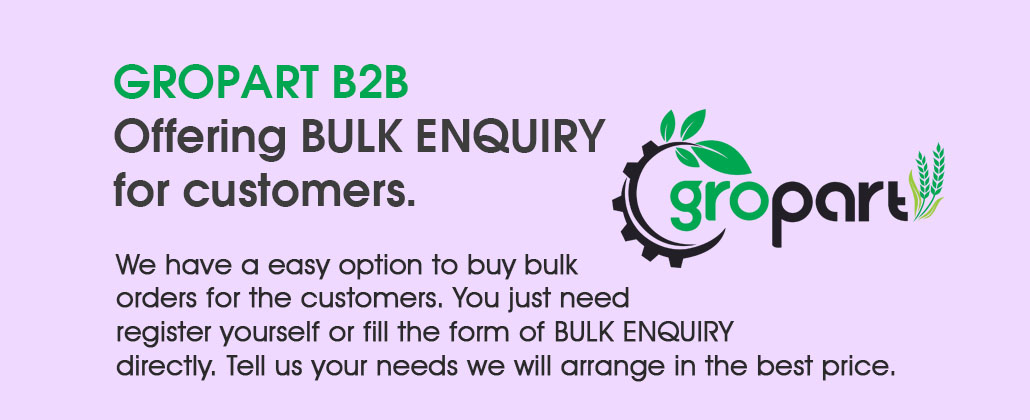 GROPART B2B
Offering BULK ENQUIRY
for customers.
gropart
We have a easy option to buy bulk
orders for the customers. You just need
register yourself or fill the form of BULK ENQUIRY
directly. Tell us your needs we will arrange in the best price.